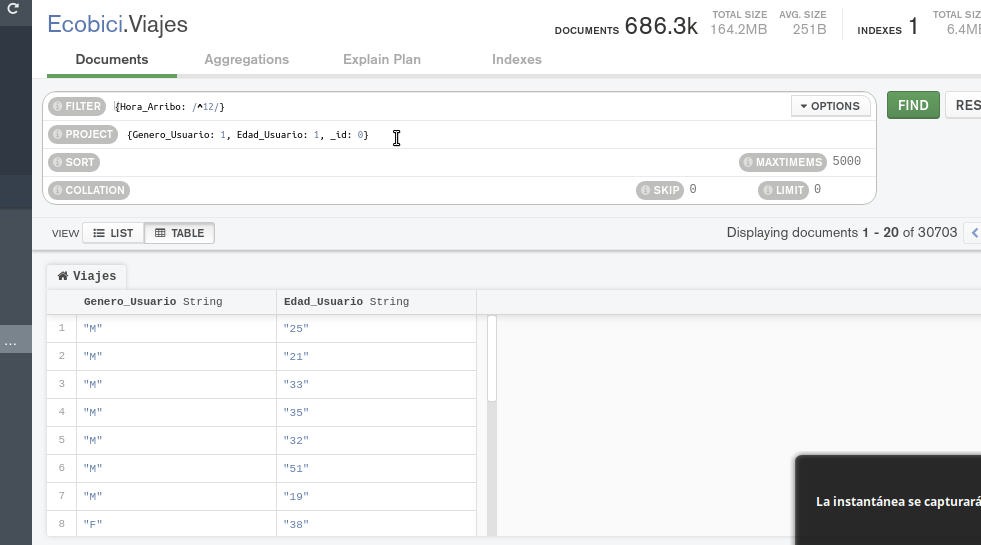 Ecobici.Viajes
DOCUMENTS 686.3k TOTAL SIZE 164.2MB AVG. SIZE 251B INDEXES 1 TOTAL SIZ 6.4M
Documents Aggregations Explain Plan Indexes
FILTER {Hora_Arribo: /^12/} OPTIONS FIND RES
PROJECT {Genero_Usuario: 1, Edad_Usuario: 1, _id: 0}
SORT MAXTIMEMS 5000
COLLATION SKIP 0 LIMIT 0
VIEW LIST TABLE Displaying documents 1 - 20 of 30703
Viajes
Genero_Usuario String Edad_Usuario String
1 "M" "25"
2 "M" "21"
3 "M" "33"
4 "M" "35"
5 "M" "32"
6 "M" "51"
7 "M" "19"
8 "F" "38"
...
La instantánea se capturará